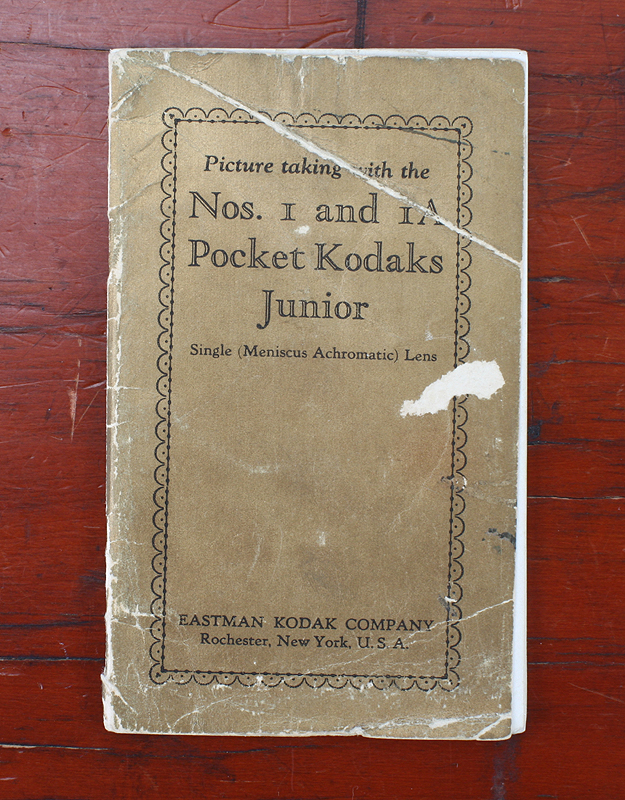 Picture taking with the
Nos. 1 and 1A
Pocket Kodaks
Junior
Single (Meniscus Achromatic) Lens
EASTMAN KODAK COMPANY
Rochester, New York, U. S. A.